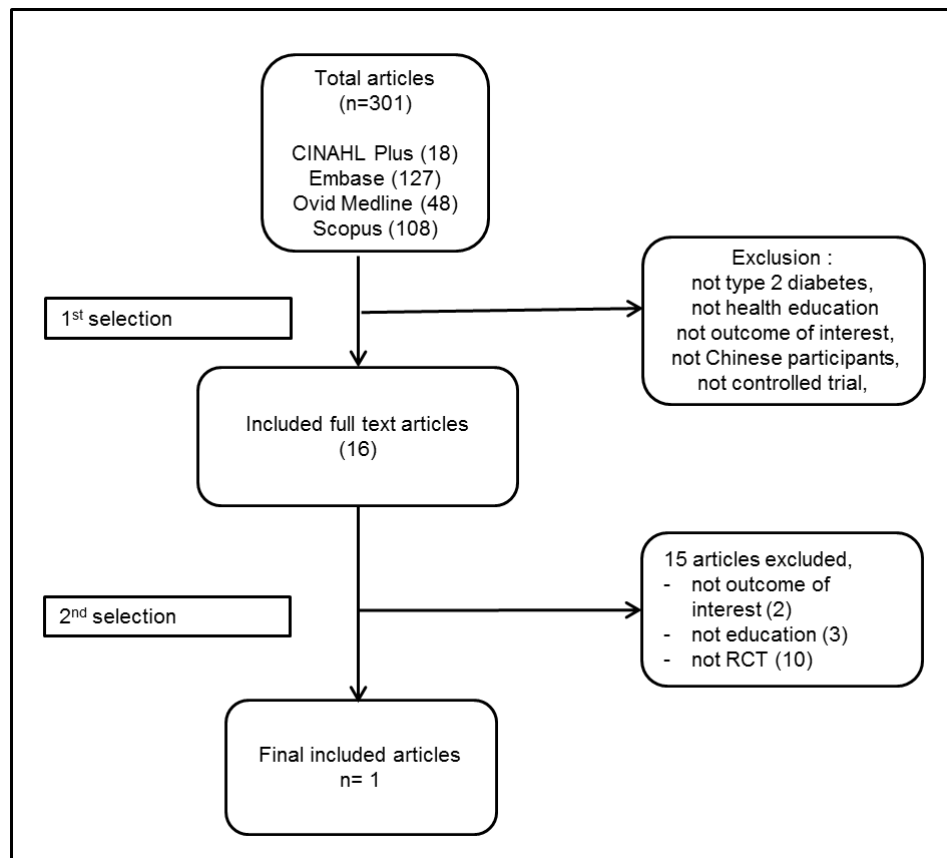 Total articles
(n=301)
CINAHL Plus (18)
Embase (127)
Ovid Medline (48)
Scopus (108)
Exclusion :
not type 2 diabetes,
not health education
not outcome of interest,
not Chinese participants,
not controlled trial,
1st selection
Included full text articles
(16)
15 articles excluded,
- not outcome of
interest (2)
- not education (3)
- not RCT (10)
2nd selection
Final included articles
n= 1